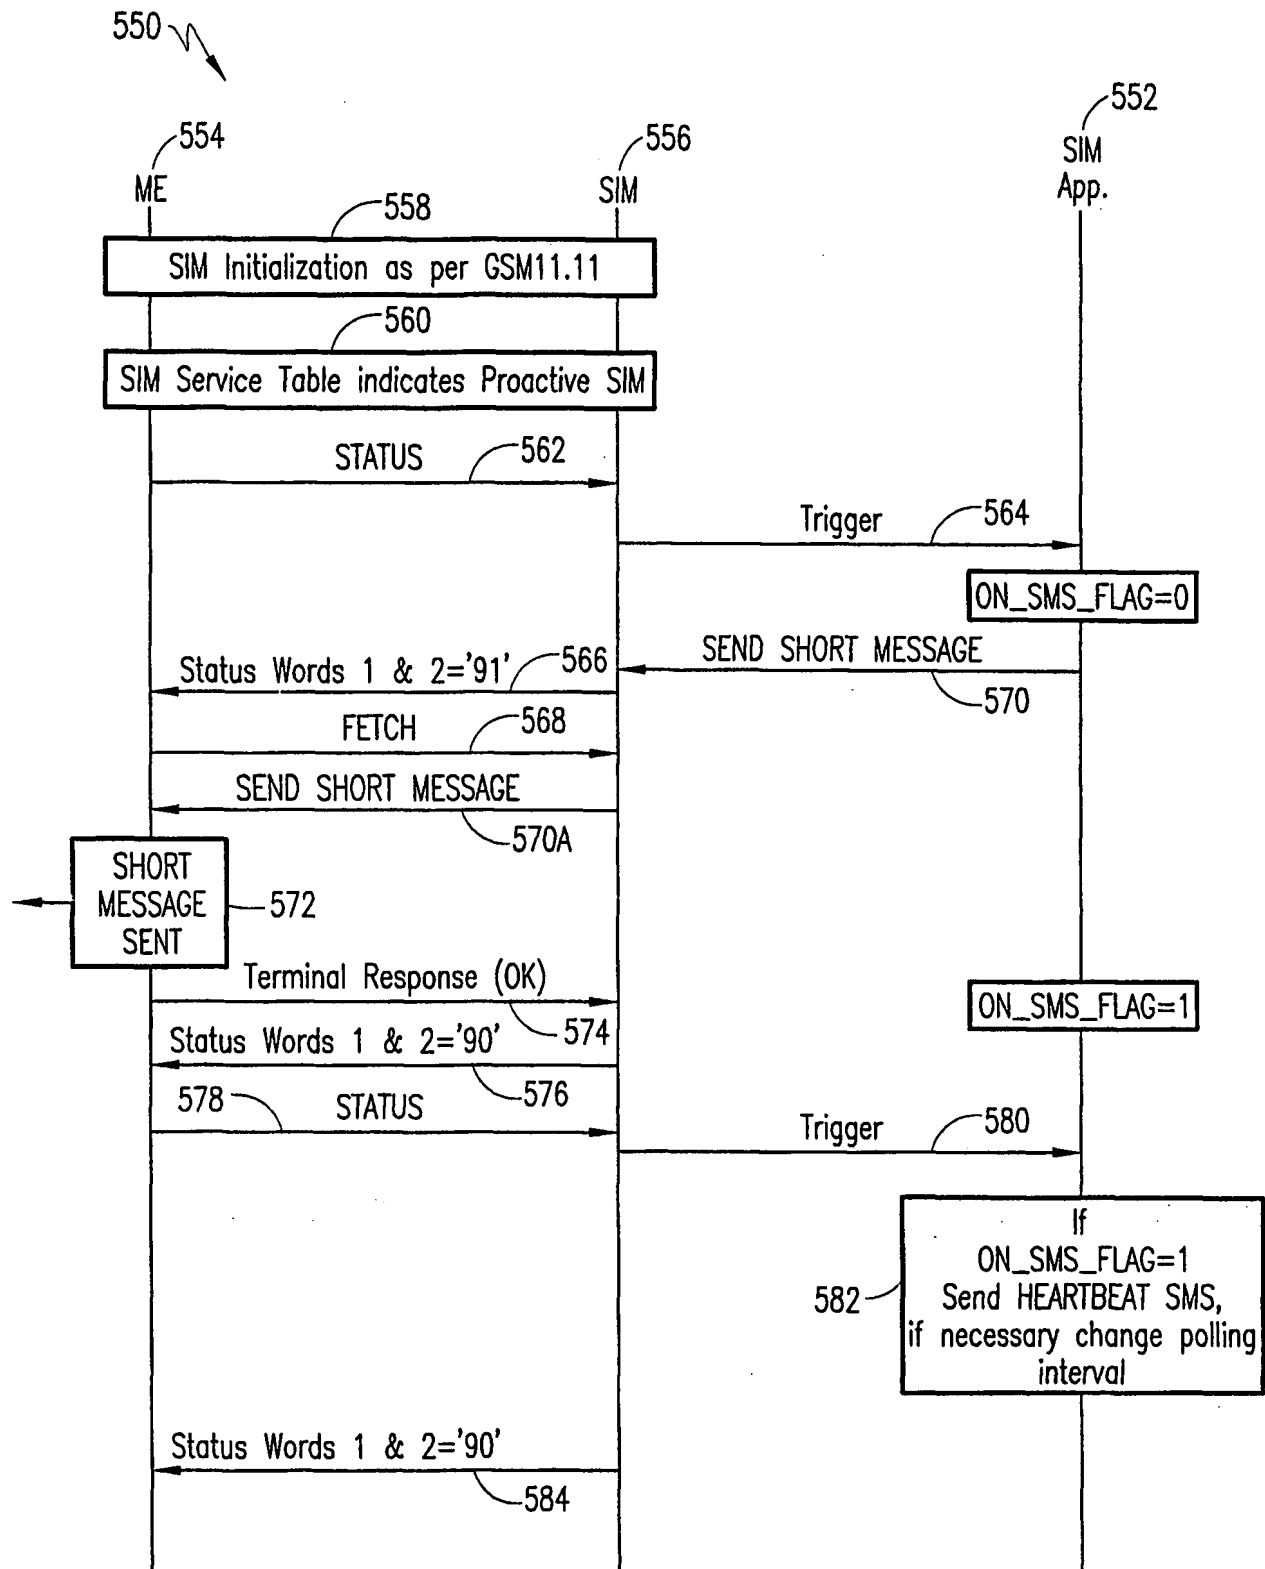 550
552
554
556
SIM
App.
ME
SIM
558
SIM Initialization as per GSM11.11
560
SIM Service Table indicates Proactive SIM
STATUS
562
Trigger
564
ON_SMS_FLAG=0
SEND SHORT MESSAGE
570
Status Words 1 & 2='91'
566
FETCH
568
SEND SHORT MESSAGE
570A
SHORT
MESSAGE
SENT
572
Terminal Response (OK)
574
ON_SMS_FLAG=1
Status Words 1 & 2='90'
576
578
STATUS
Trigger
580
If
ON_SMS_FLAG=1
Send HEARTBEAT SMS,
if necessary change polling
interval
582
Status Words 1 & 2='90'
584